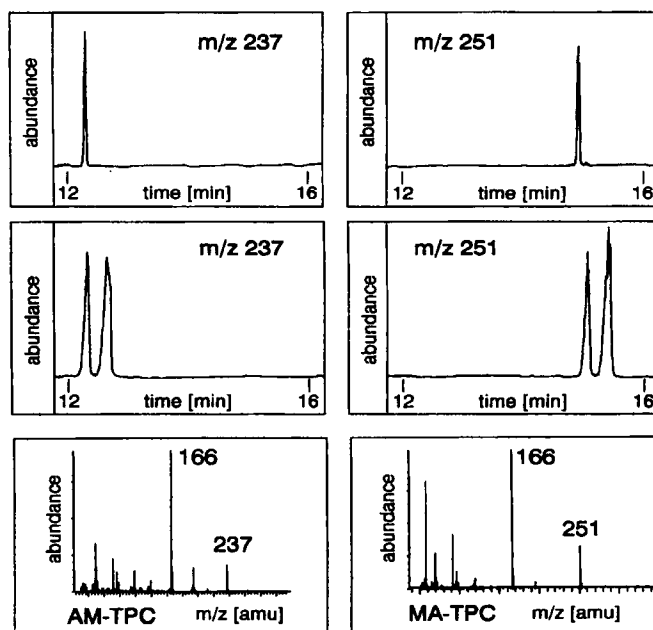 m/z 237
abundance
12
time [min]
16
m/z 251
abundance
12
time [min]
16
m/z 237
abundance
12
time [min]
16
m/z 251
abundance
12
time [min]
16
166
237
abundance
AM-TPC
m/z [amu]
166
251
abundance
MA-TPC
m/z [amu]